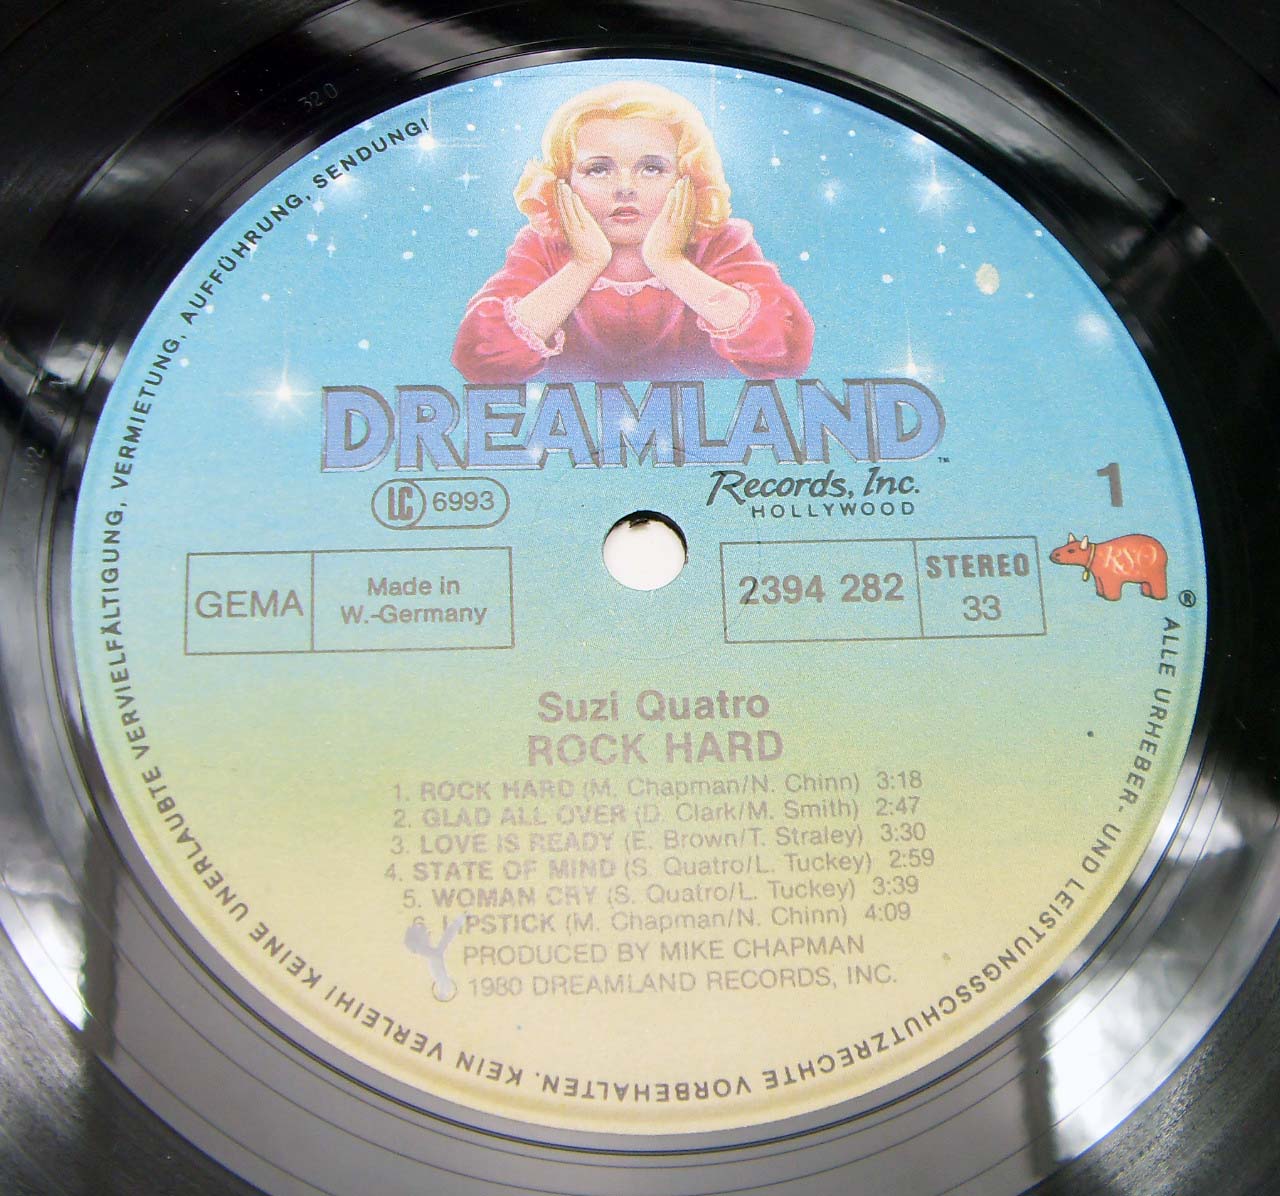 320
ALLE URHEBER- UND LEISTUNGSSCHUTZRECHTE VORBEHALTEN. KEIN VERLEIH! KEINE UNERLAUBTE VERVIELFÄLTIGUNG, VERMIETUNG, AUFFÜHRUNG, SENDUNG!
DREAMLAND™
Records, Inc.
HOLLYWOOD
LC 6993
1
RSO ®
GEMA
Made in
W.-Germany
2394 282
STEREO
33
Suzi Quatro
ROCK HARD
1. ROCK HARD (M. Chapman/N. Chinn) 3:18
2. GLAD ALL OVER (D. Clark/M. Smith) 2:47
3. LOVE IS READY (E. Brown/T. Straley) 3:30
4. STATE OF MIND (S. Quatro/L. Tuckey) 2:59
5. WOMAN CRY (S. Quatro/L. Tuckey) 3:39
6. LIPSTICK (M. Chapman/N. Chinn) 4:09
PRODUCED BY MIKE CHAPMAN
1980 DREAMLAND RECORDS, INC.